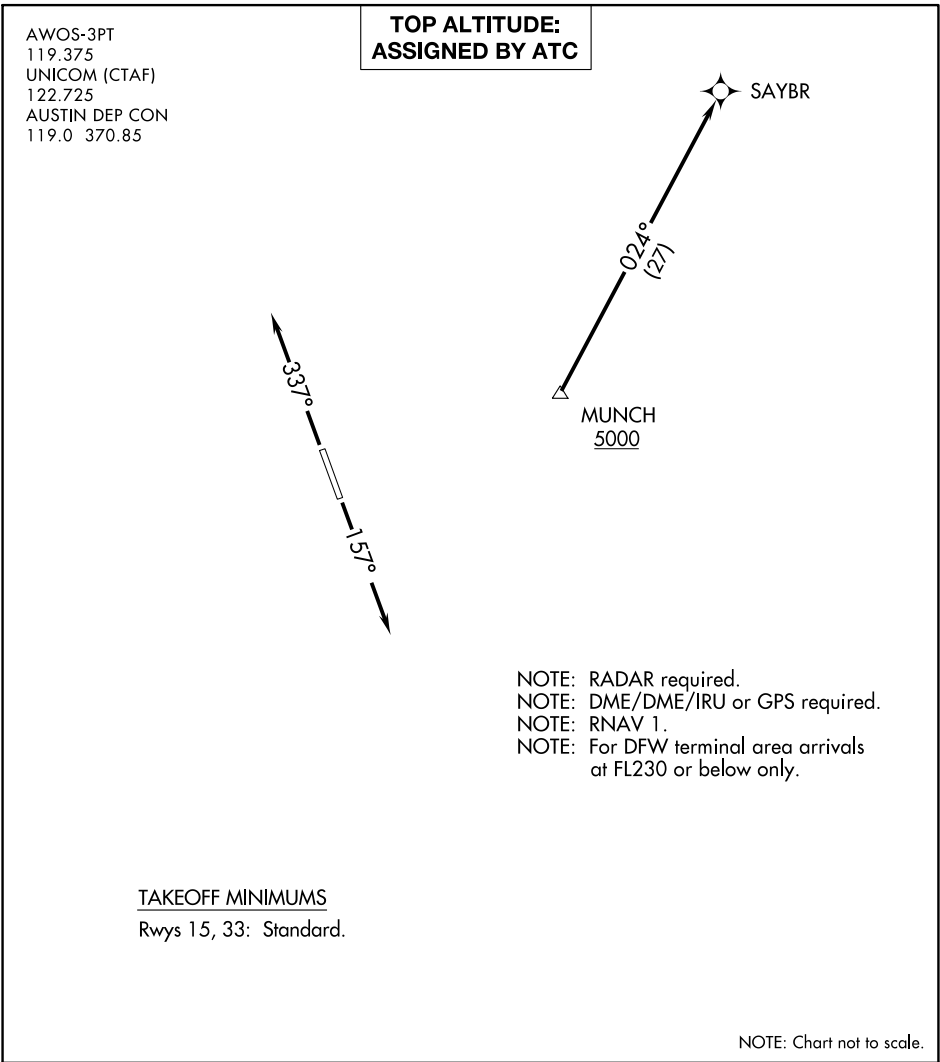 AWOS-3PT
119.375
UNICOM (CTAF)
122.725
AUSTIN DEP CON
119.0 370.85
TOP ALTITUDE:
ASSIGNED BY ATC
SAYBR
024°
(27)
MUNCH
5000
337°
157°
NOTE: RADAR required.
NOTE: DME/DME/IRU or GPS required.
NOTE: RNAV 1.
NOTE: For DFW terminal area arrivals
at FL230 or below only.
TAKEOFF MINIMUMS
Rwys 15, 33: Standard.
NOTE: Chart not to scale.